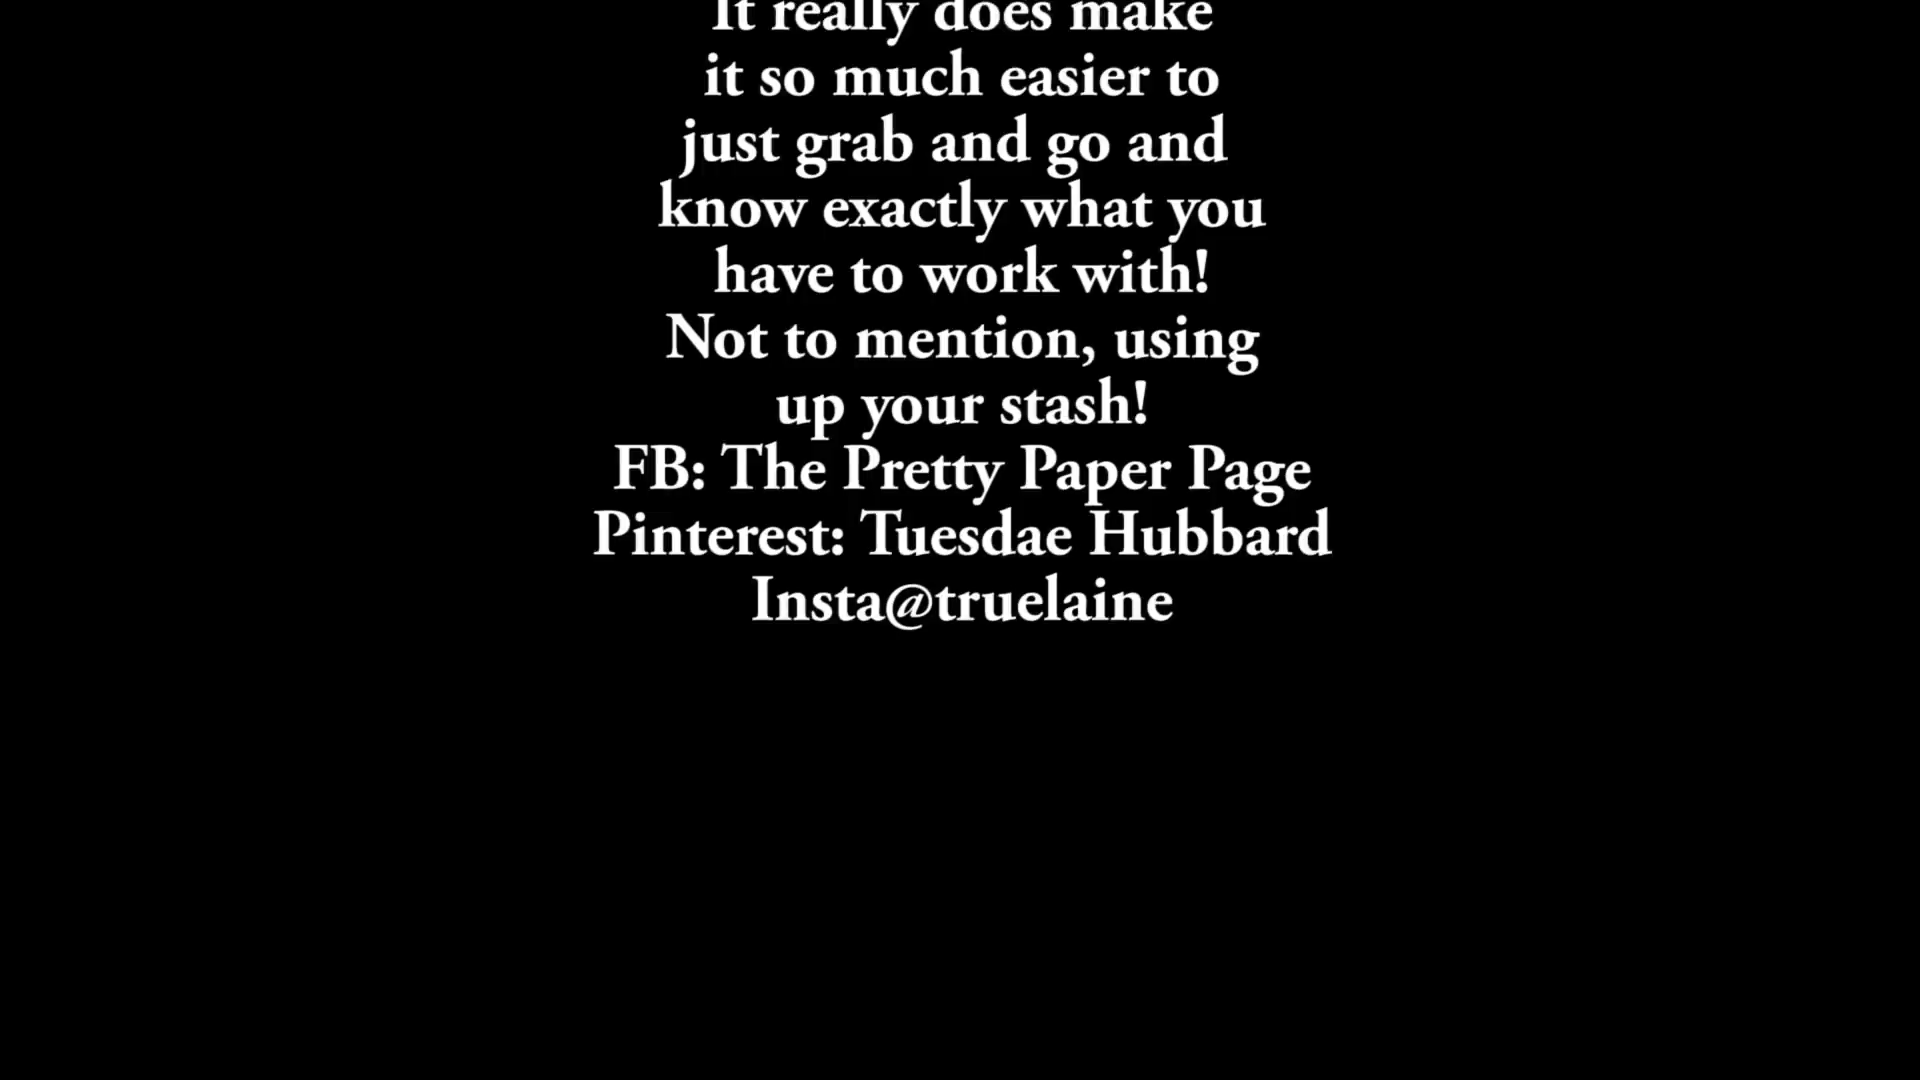 It really does make
it so much easier to
just grab and go and
know exactly what you
have to work with!
Not to mention, using
up your stash!
FB: The Pretty Paper Page
Pinterest: Tuesdae Hubbard
Insta@truelaine